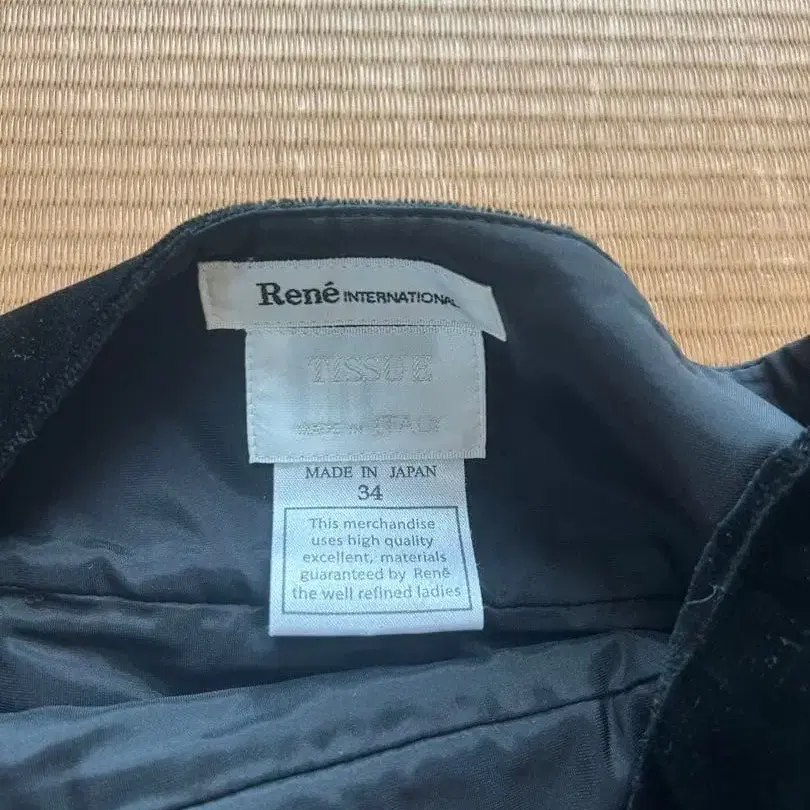 René INTERNATIONAL
TISSUE
MADE IN ITALY
MADE IN JAPAN
34
This merchandise
uses high quality
excellent, materials
guaranteed by René
the well refined ladies